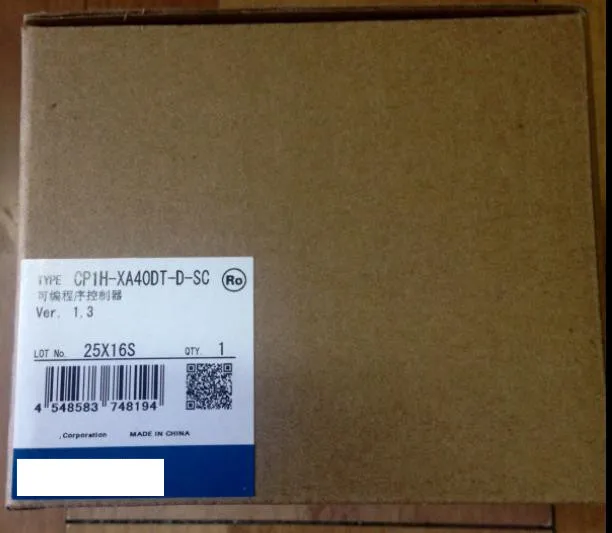 TYPE CP1H-XA40DT-D-SC Ro
可编程序控制器
Ver. 1.3
LOT No. 25X16S QTY. 1
4 548583 748194
,Corporation MADE IN CHINA